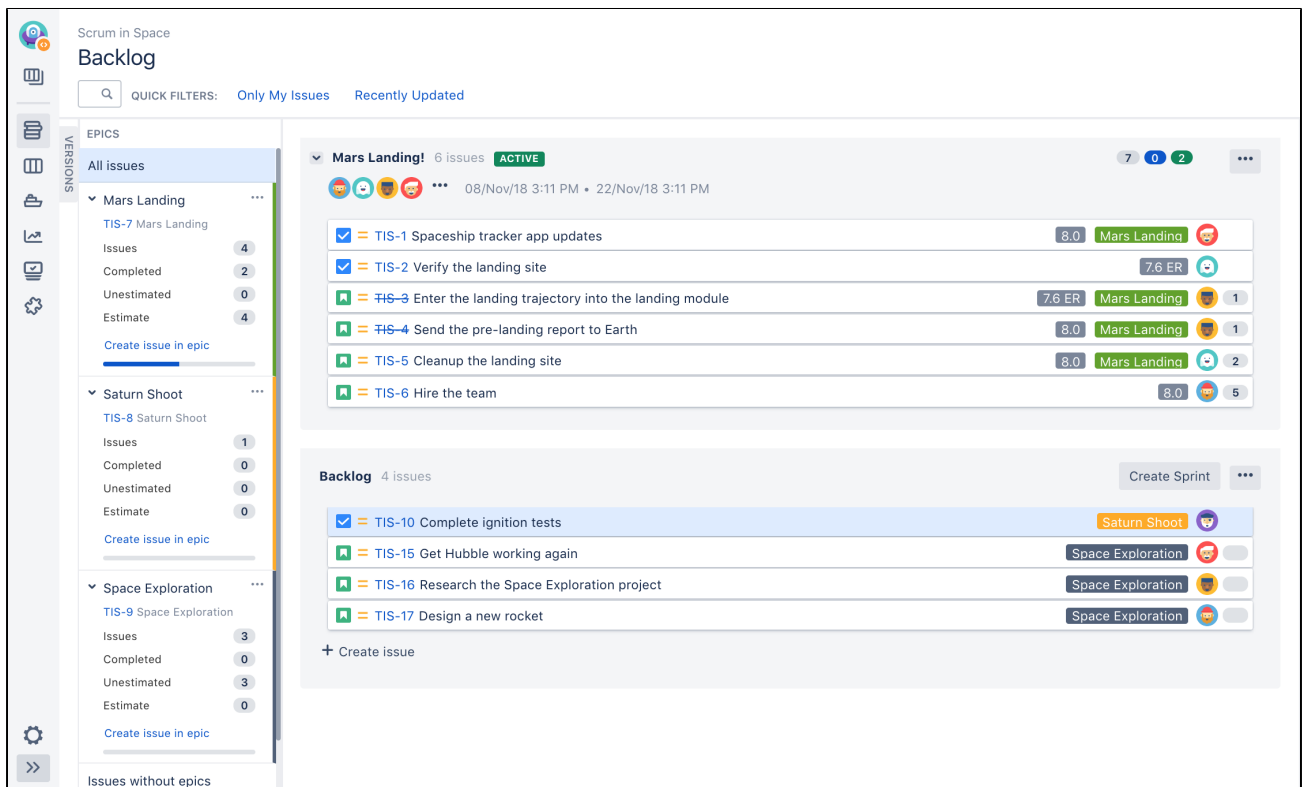 Scrum in Space
Backlog
QUICK FILTERS: Only My Issues Recently Updated
VERSIONS
EPICS
All issues
Mars Landing
TIS-7 Mars Landing
Issues 4
Completed 2
Unestimated 0
Estimate 4
Create issue in epic
Saturn Shoot
TIS-8 Saturn Shoot
Issues 1
Completed 0
Unestimated 0
Estimate 0
Create issue in epic
Space Exploration
TIS-9 Space Exploration
Issues 3
Completed 0
Unestimated 3
Estimate 0
Create issue in epic
Issues without epics
Mars Landing! 6 issues ACTIVE 7 0 2
08/Nov/18 3:11 PM • 22/Nov/18 3:11 PM
TIS-1 Spaceship tracker app updates 8.0 Mars Landing
TIS-2 Verify the landing site 7.6 ER
TIS-3 Enter the landing trajectory into the landing module 7.6 ER Mars Landing 1
TIS-4 Send the pre-landing report to Earth 8.0 Mars Landing 1
TIS-5 Cleanup the landing site 8.0 Mars Landing 2
TIS-6 Hire the team 8.0 5
Backlog 4 issues Create Sprint
TIS-10 Complete ignition tests Saturn Shoot
TIS-15 Get Hubble working again Space Exploration
TIS-16 Research the Space Exploration project Space Exploration
TIS-17 Design a new rocket Space Exploration
+ Create issue